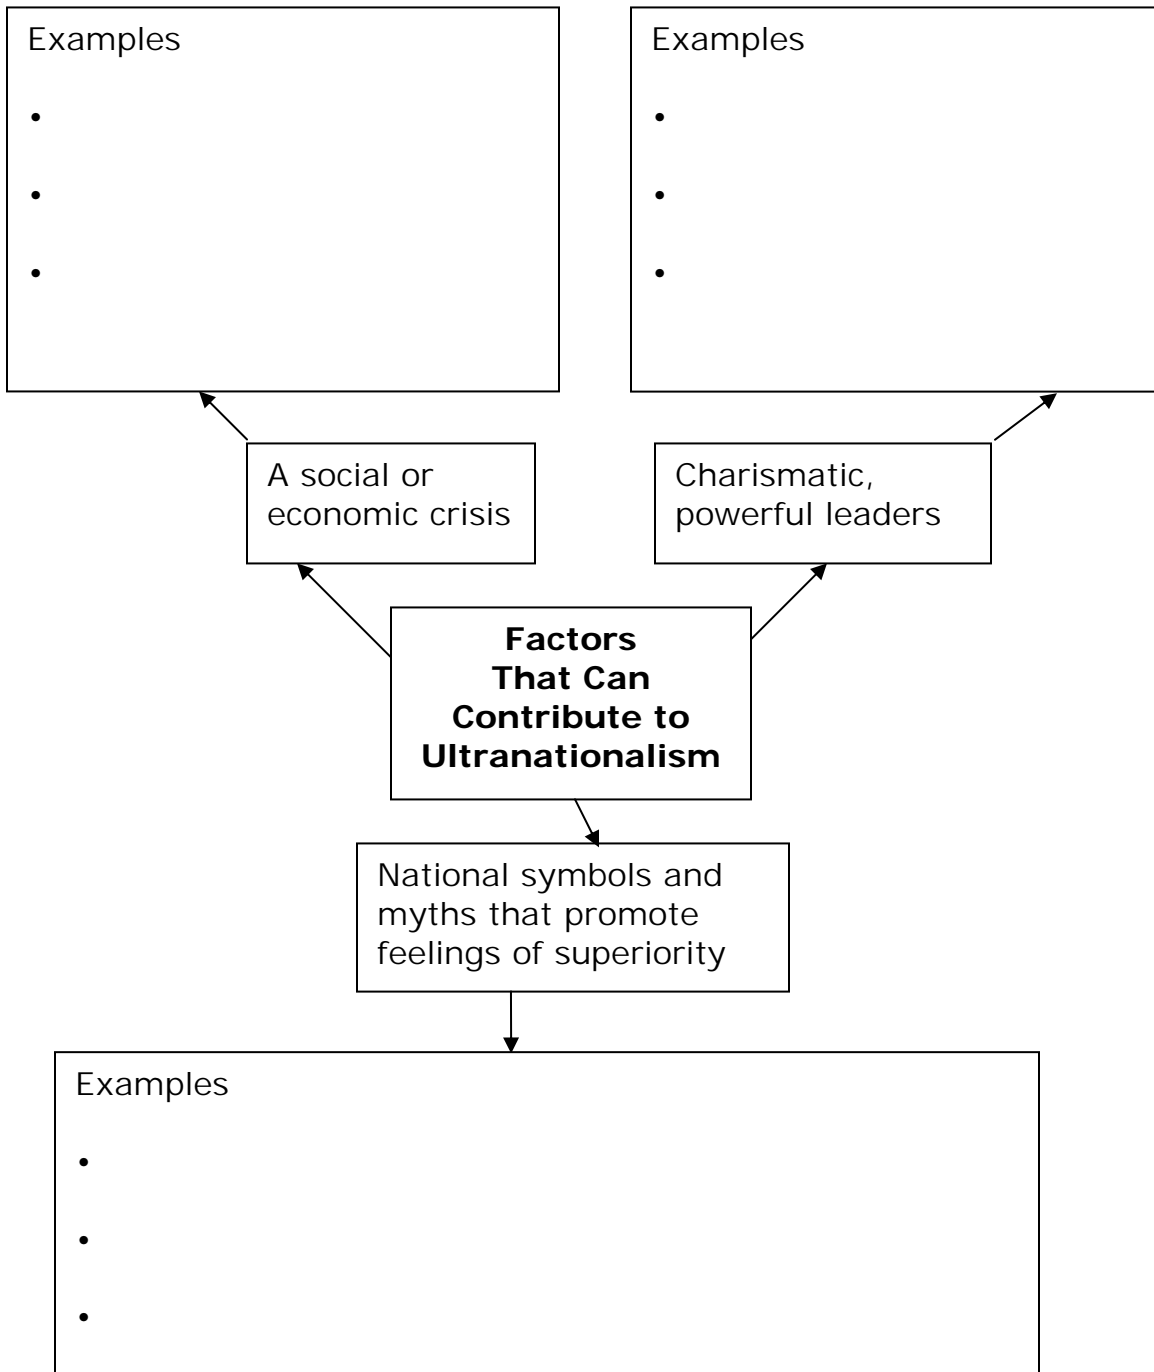 Examples
•
•
•
Examples
•
•
•
A social or
economic crisis
Charismatic,
powerful leaders
Factors
That Can
Contribute to
Ultranationalism
National symbols and
myths that promote
feelings of superiority
Examples
•
•
•